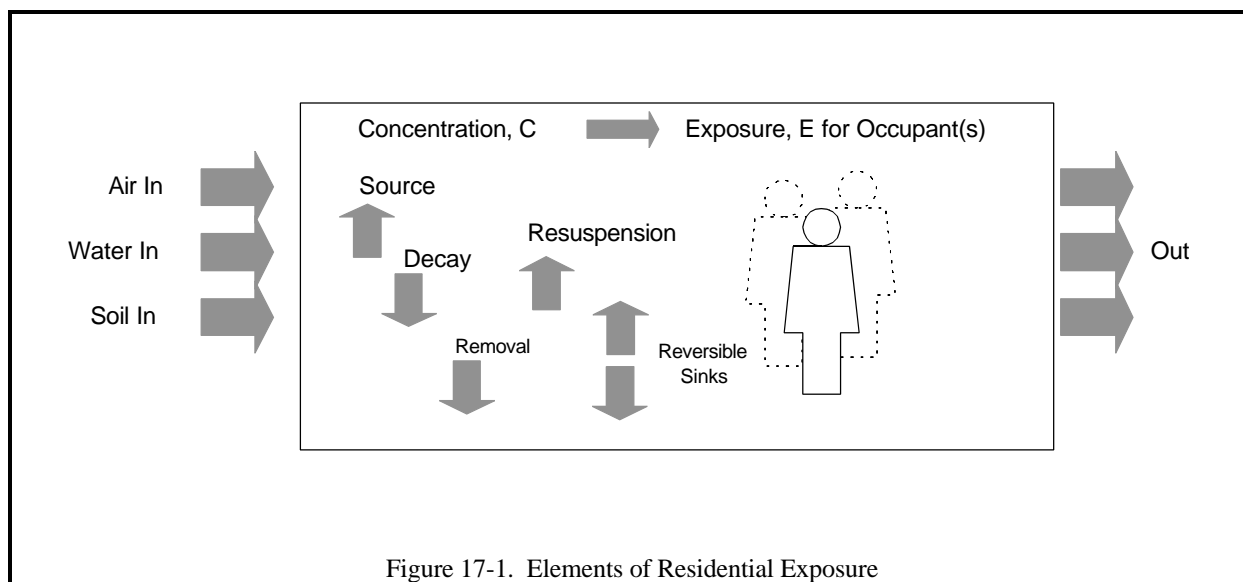 Concentration, C
Exposure, E for Occupant(s)
Air In
Source
Resuspension
Water In
Decay
Out
Soil In
Removal
Reversible
Sinks
Figure 17-1. Elements of Residential Exposure